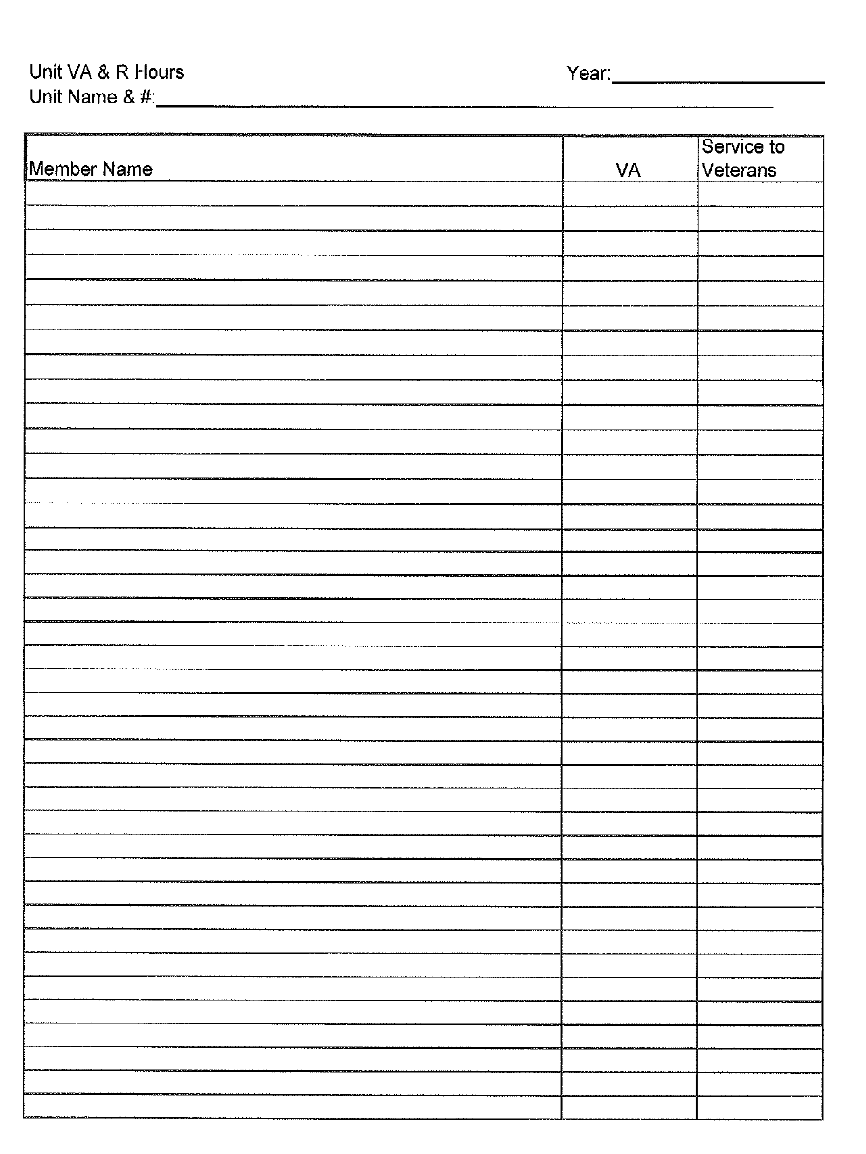 Unit VA & R Hours Year:
Unit Name & #:
Service to
Member Name VA Veterans